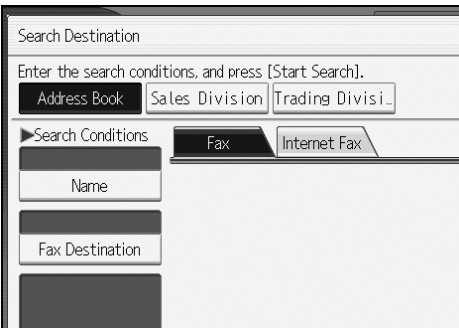 Search Destination
Enter the search conditions, and press [Start Search].
Address Book Sales Division Trading Divisi...
▶Search Conditions
Fax Internet Fax
Name
Fax Destination